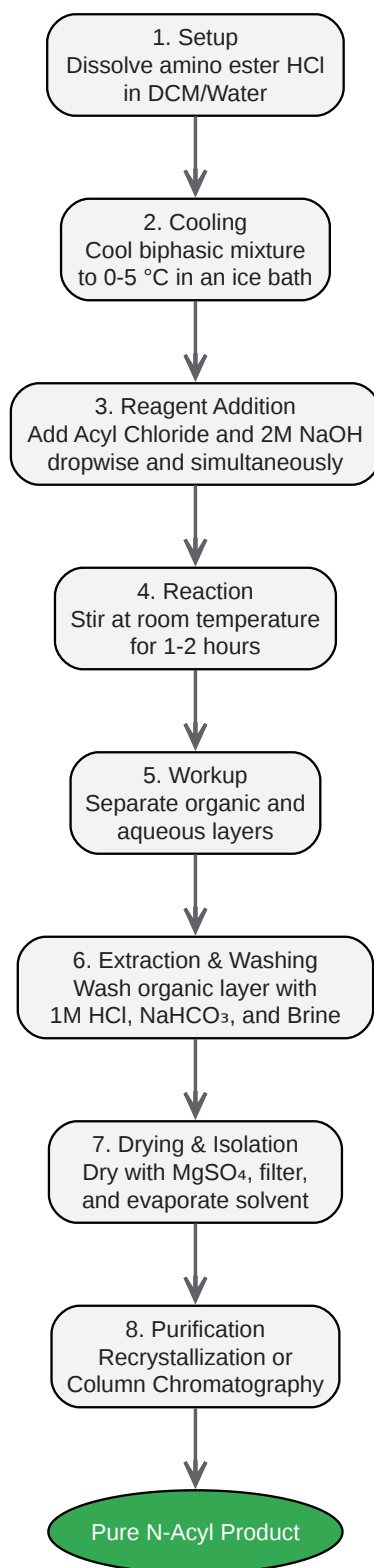 1. Setup
Dissolve amino ester HCl
in DCM/Water
2. Cooling
Cool biphasic mixture
to 0-5 °C in an ice bath
3. Reagent Addition
Add Acyl Chloride and 2M NaOH
dropwise and simultaneously
4. Reaction
Stir at room temperature
for 1-2 hours
5. Workup
Separate organic and
aqueous layers
6. Extraction & Washing
Wash organic layer with
1M HCl, NaHCO₃, and Brine
7. Drying & Isolation
Dry with MgSO₄, filter,
and evaporate solvent
8. Purification
Recrystallization or
Column Chromatography
Pure N-Acyl Product